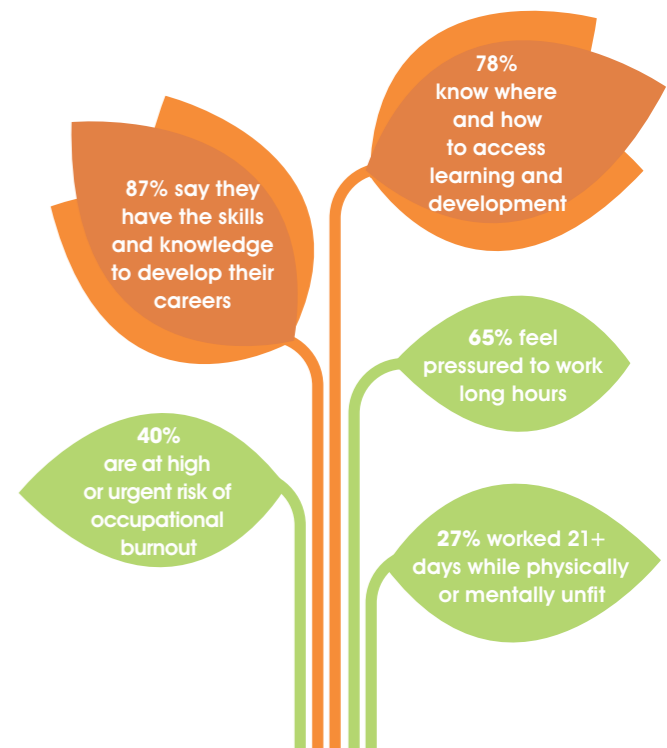 78%
know where
and how
to access
learning and
development
87% say they
have the skills
and knowledge
to develop their
careers
65% feel
pressured to work
long hours
40%
are at high
or urgent risk of
occupational
burnout
27% worked 21+
days while physically
or mentally unfit